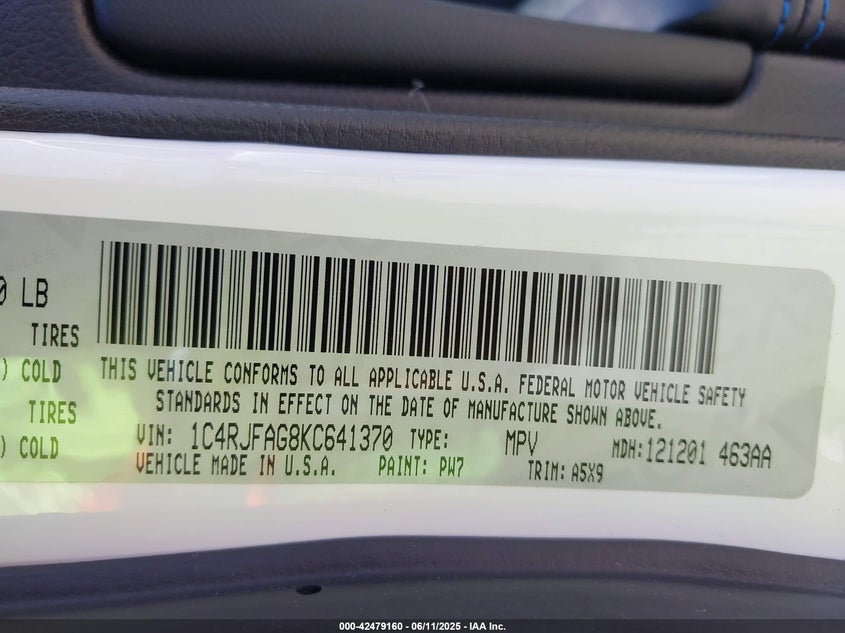 0 LB
TIRES
) COLD
TIRES
) COLD
THIS VEHICLE CONFORMS TO ALL APPLICABLE U.S.A. FEDERAL MOTOR VEHICLE SAFETY
STANDARDS IN EFFECT ON THE DATE OF MANUFACTURE SHOWN ABOVE.
VIN: 1C4RJFAG8KC641370 TYPE: MPV MDH:121201 463AA
VEHICLE MADE IN U.S.A. PAINT: PW7 TRIM: A5X9
000-42479160 - 06/11/2025 - IAA Inc.